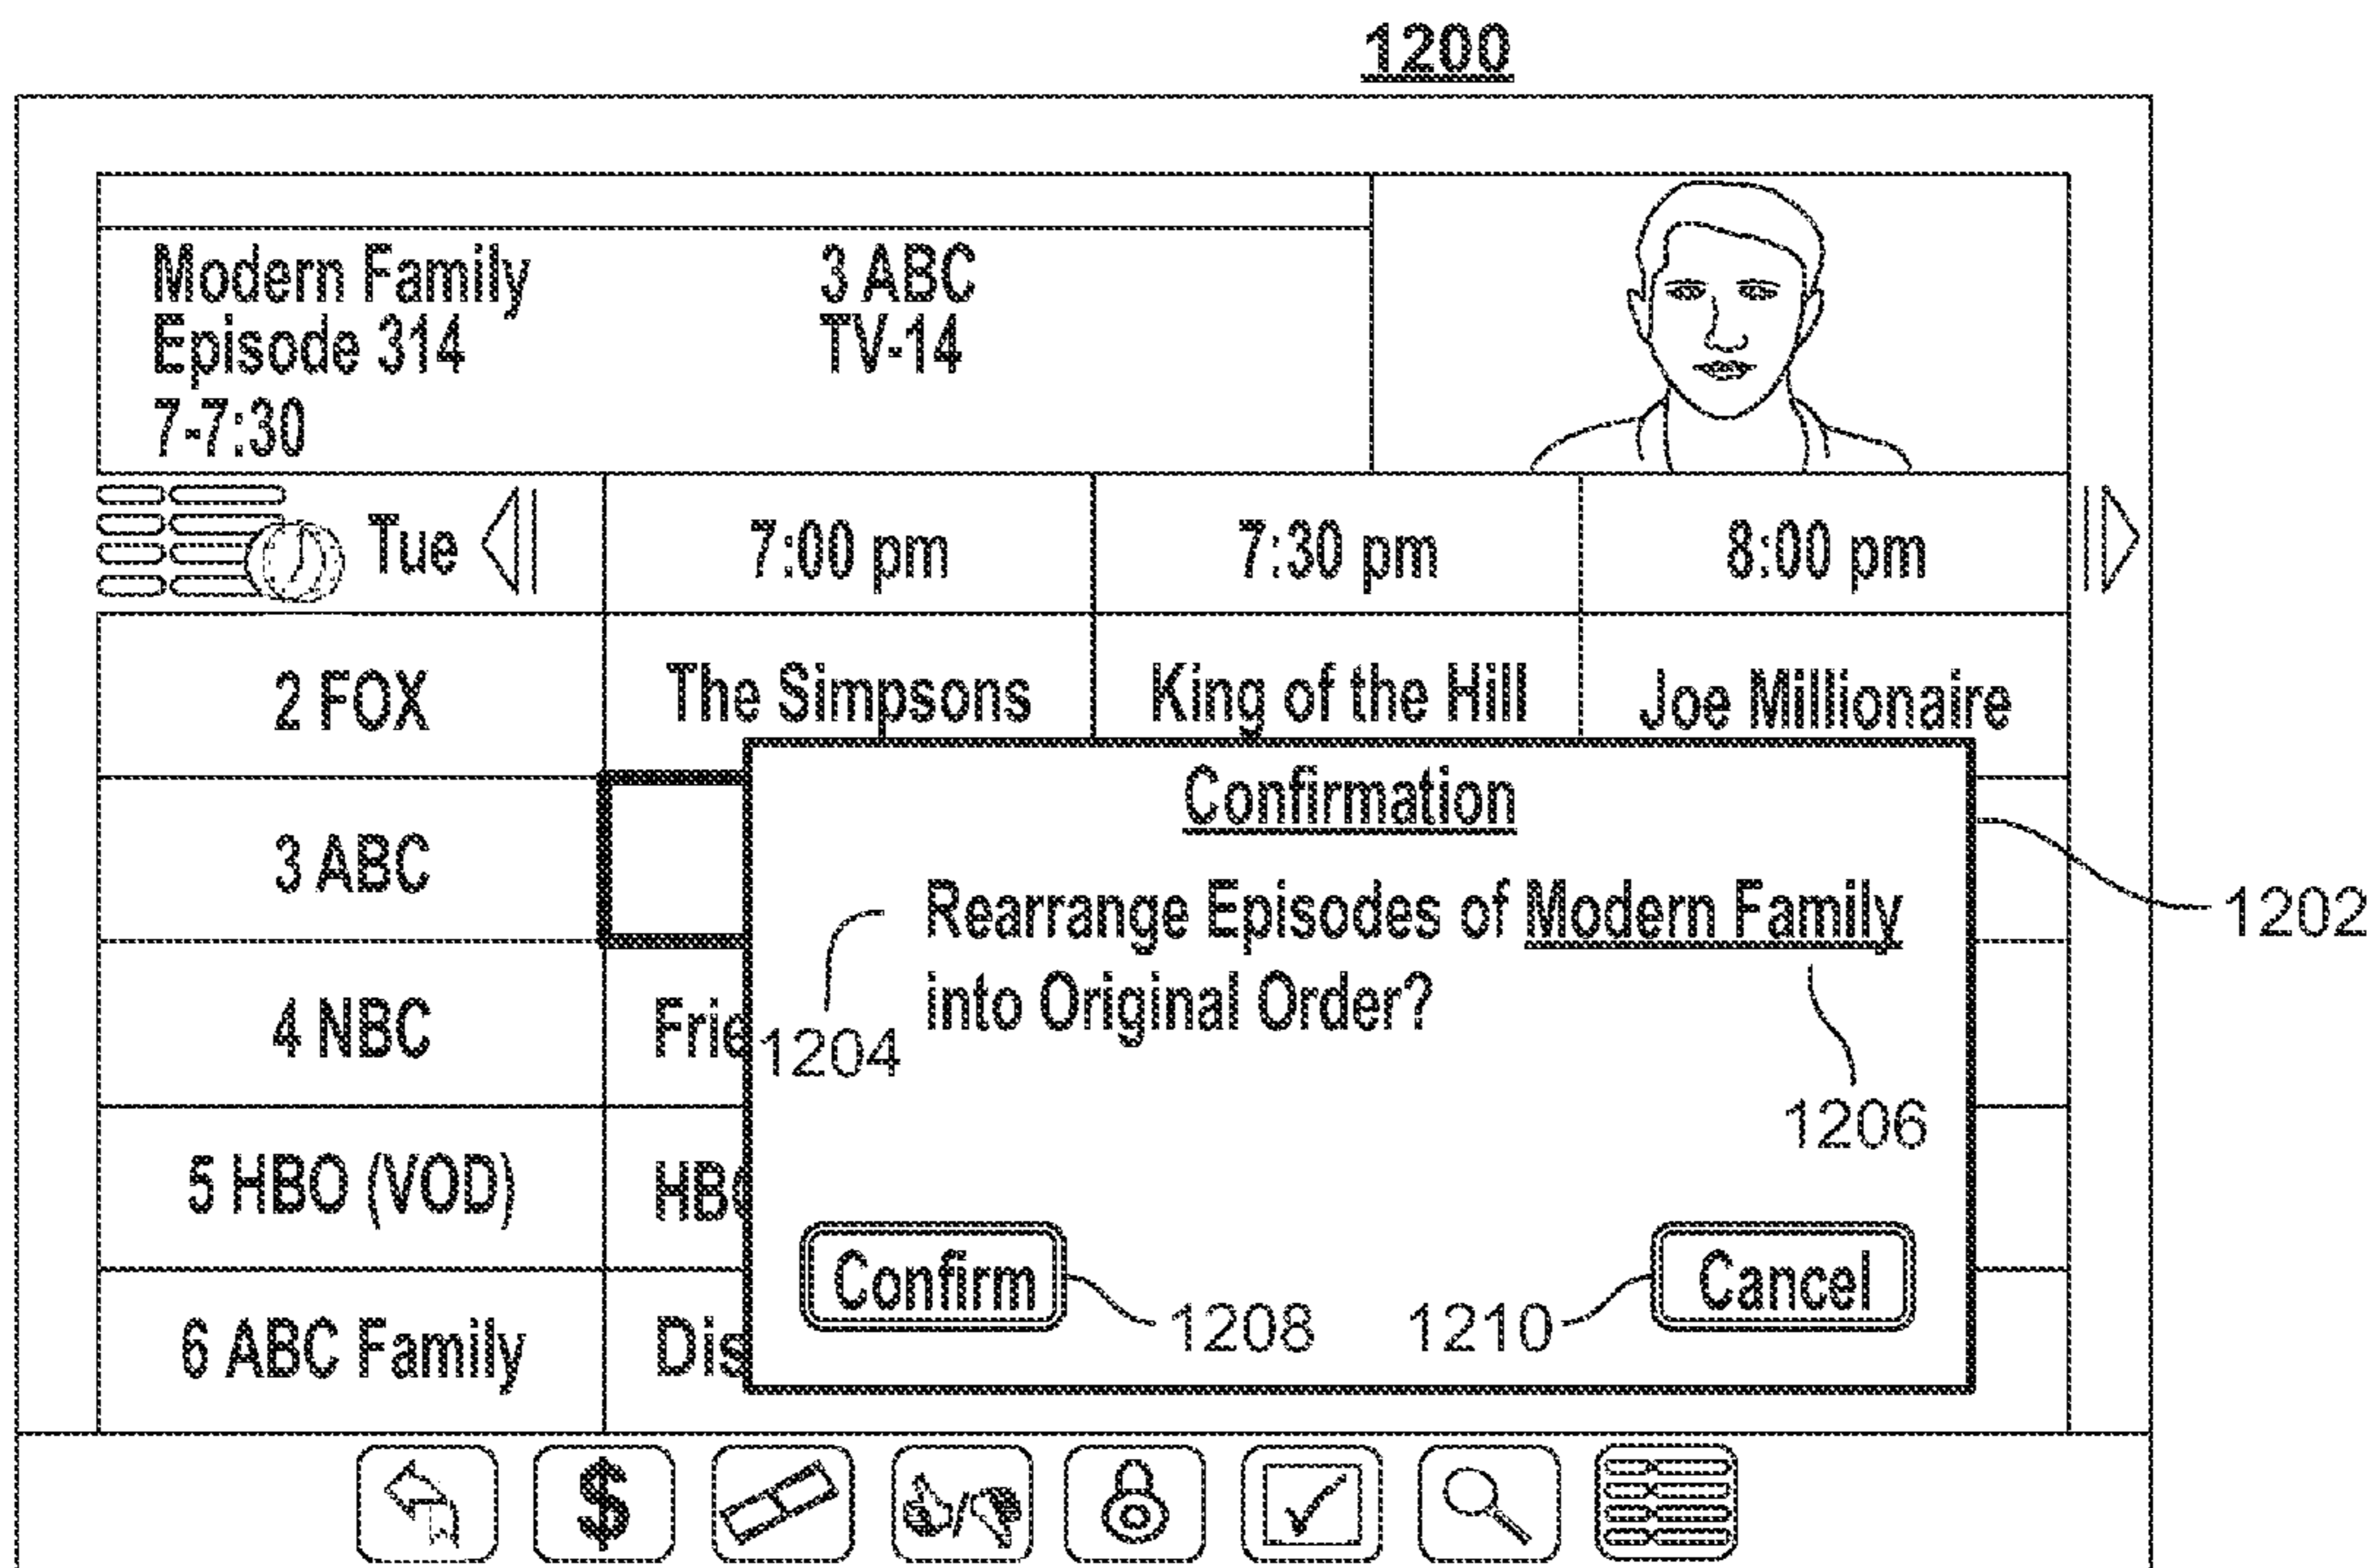 1200
Modern Family 3 ABC
Episode 314 TV-14
7-7:30
Tue 7:00 pm 7:30 pm 8:00 pm
2 FOX The Simpsons King of the Hill Joe Millionaire
Confirmation
3 ABC
Rearrange Episodes of Modern Family
1202
into Original Order?
4 NBC Frie
1204
1206
5 HBO (VOD) HBO
Confirm Cancel
1208 1210
6 ABC Family Dis
$